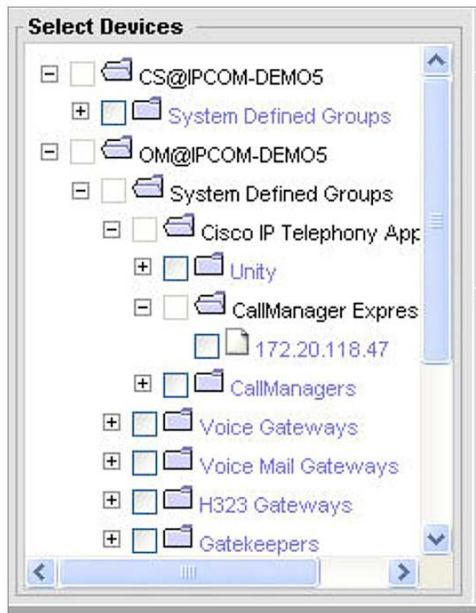 Select Devices
CS@IPCOM-DEMO5
System Defined Groups
OM@IPCOM-DEMO5
System Defined Groups
Cisco IP Telephony App
Unity
CallManager Expres
172.20.118.47
CallManagers
Voice Gateways
Voice Mail Gateways
H323 Gateways
Gatekeepers